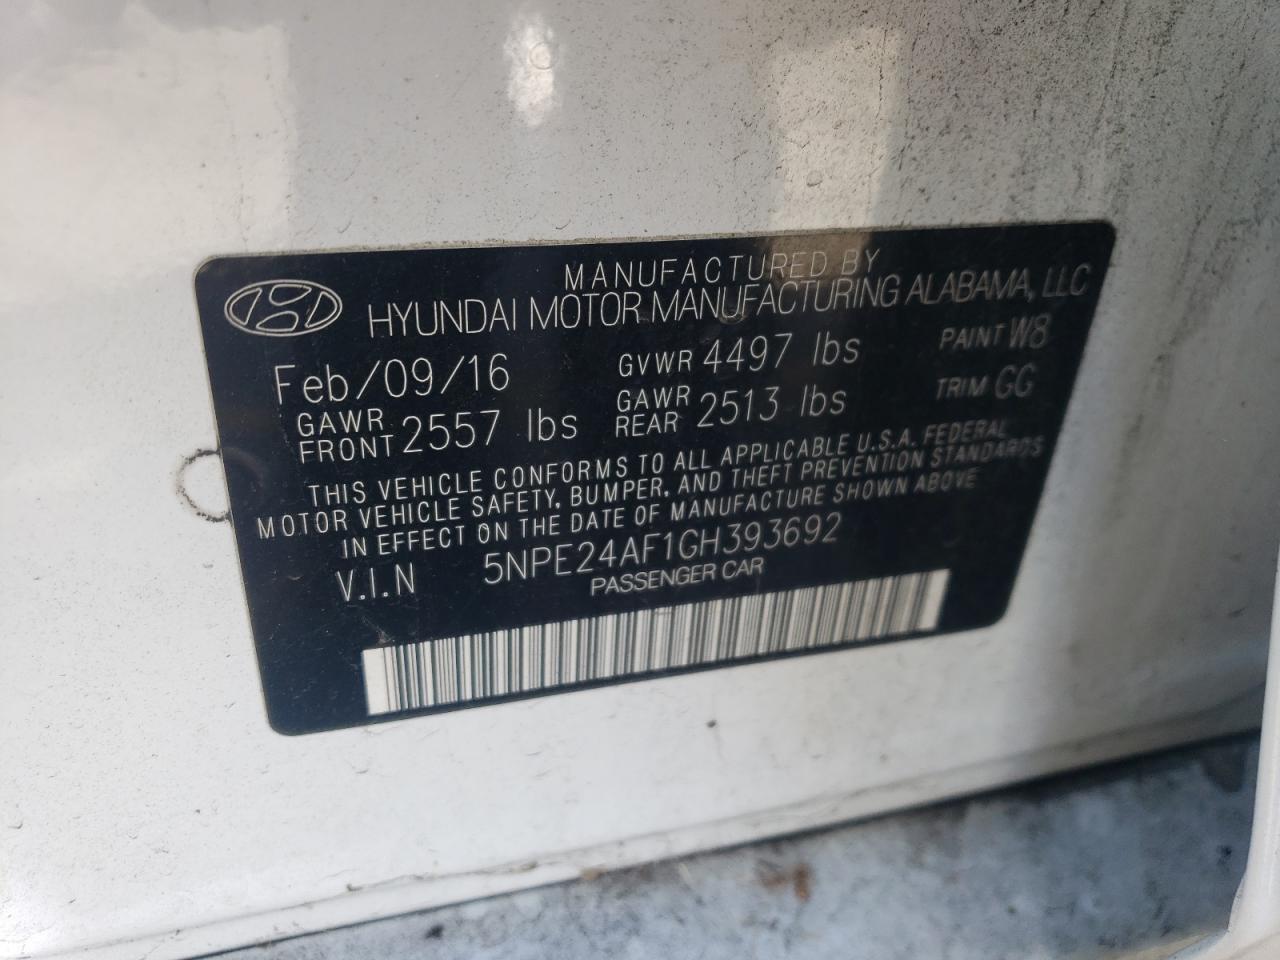 MANUFACTURED BY
HYUNDAI MOTOR MANUFACTURING ALABAMA, LLC
Feb/09/16 GVWR 4497 lbs PAINT W8
GAWR FRONT 2557 lbs GAWR REAR 2513 lbs TRIM GG
THIS VEHICLE CONFORMS TO ALL APPLICABLE U.S.A. FEDERAL
MOTOR VEHICLE SAFETY, BUMPER, AND THEFT PREVENTION STANDARDS
IN EFFECT ON THE DATE OF MANUFACTURE SHOWN ABOVE
V.I.N 5NPE24AF1GH393692
PASSENGER CAR